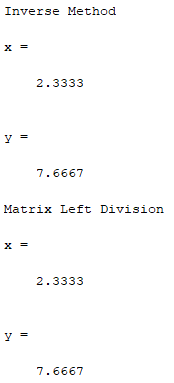 Inverse Method
x =
2.3333
y =
7.6667
Matrix Left Division
x =
2.3333
y =
7.6667